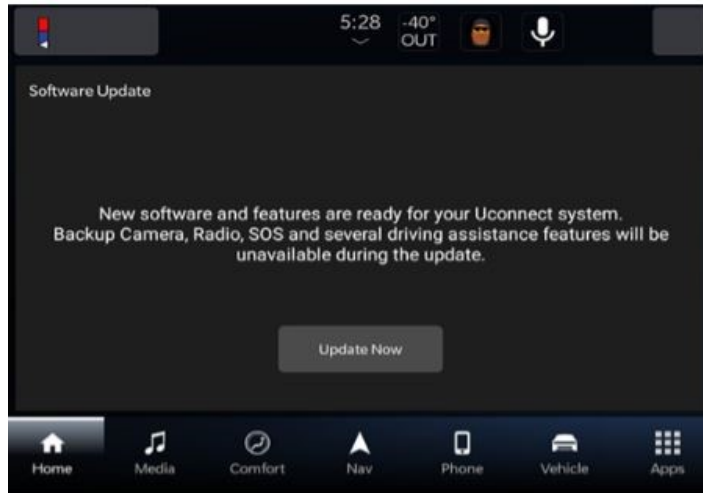 5:28
-40°
OUT
Software Update
New software and features are ready for your Uconnect system.
Backup Camera, Radio, SOS and several driving assistance features will be
unavailable during the update.
Update Now
Home Media Comfort Nav Phone Vehicle Apps